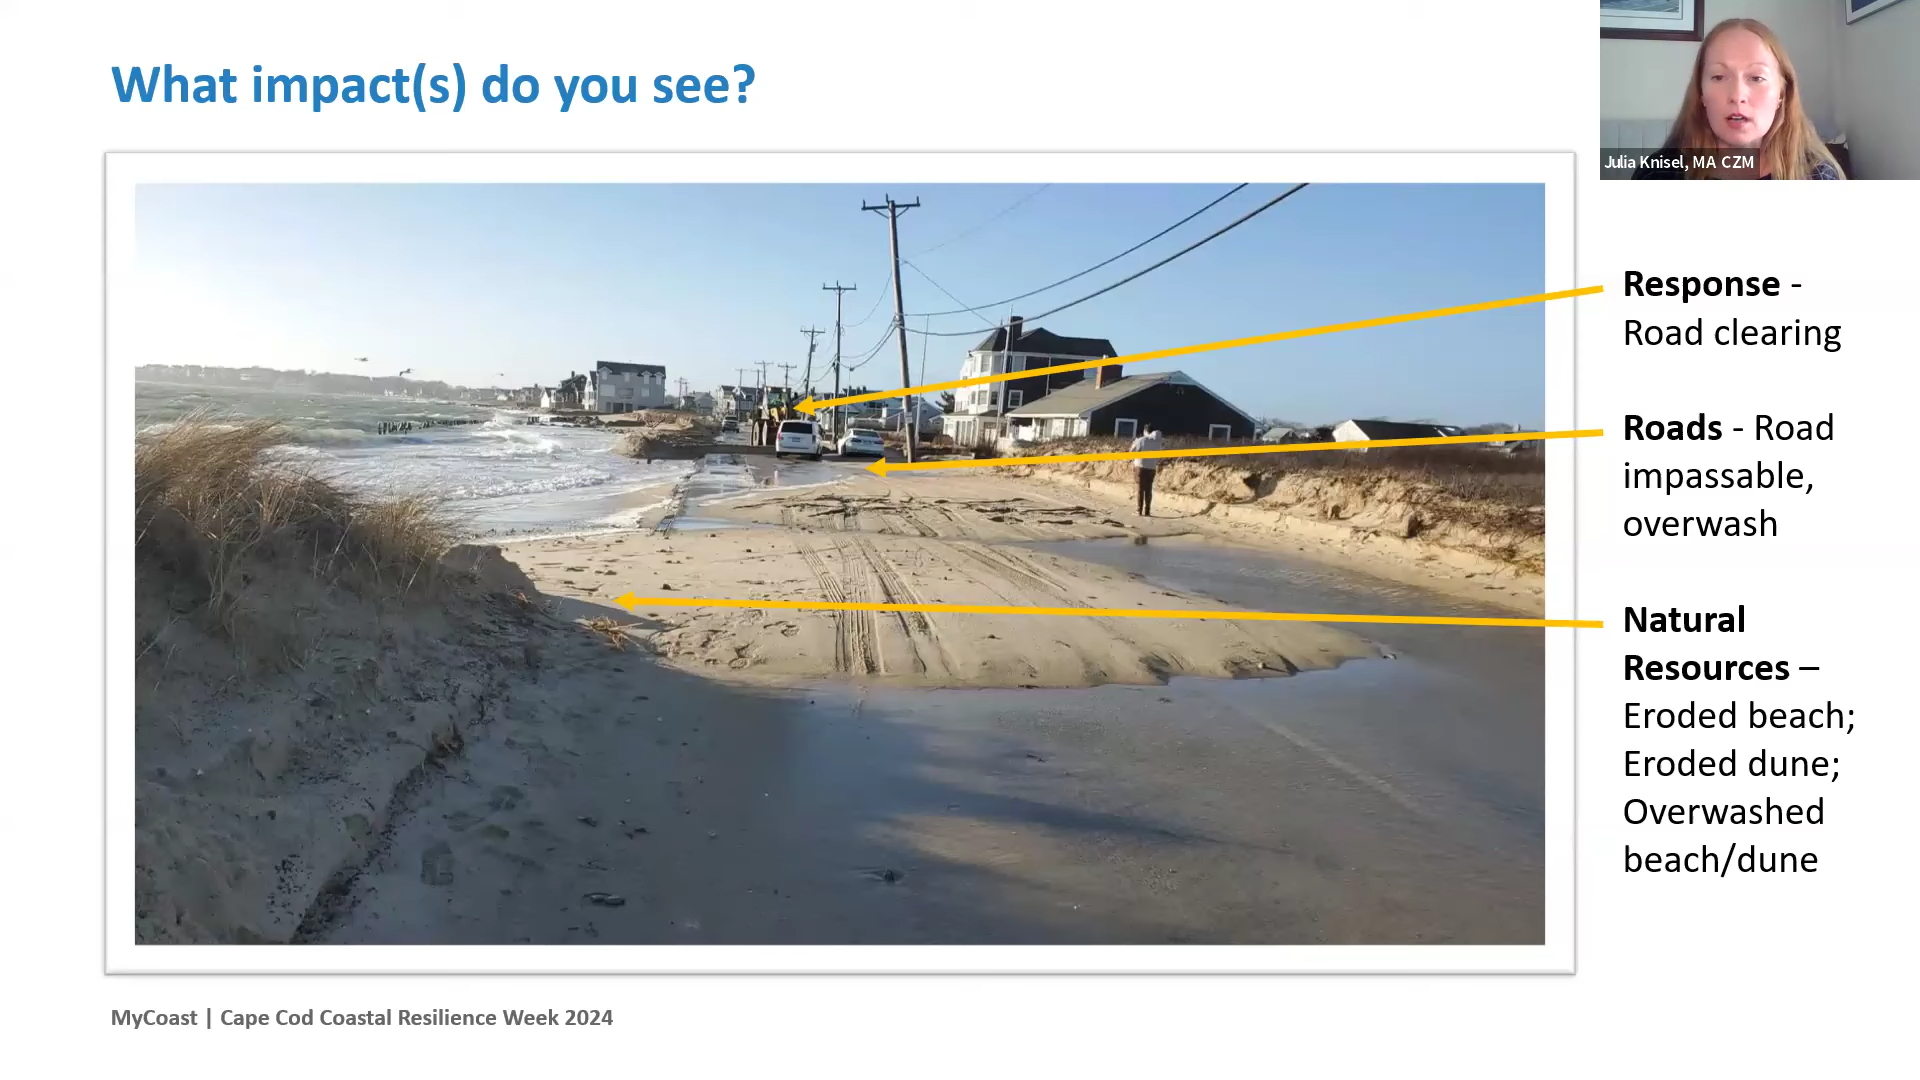 What impact(s) do you see?
Julia Knisel, MA CZM
Response -
Road clearing
Roads - Road
impassable,
overwash
Natural
Resources –
Eroded beach;
Eroded dune;
Overwashed
beach/dune
MyCoast | Cape Cod Coastal Resilience Week 2024